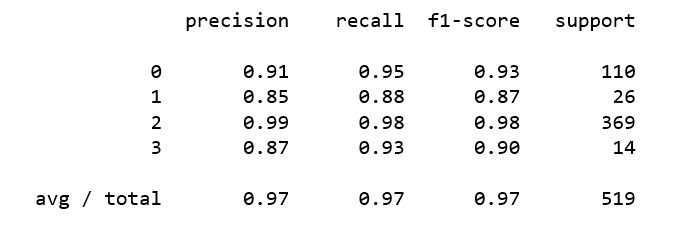 precision recall f1-score support
0 0.91 0.95 0.93 110
1 0.85 0.88 0.87 26
2 0.99 0.98 0.98 369
3 0.87 0.93 0.90 14
avg / total 0.97 0.97 0.97 519